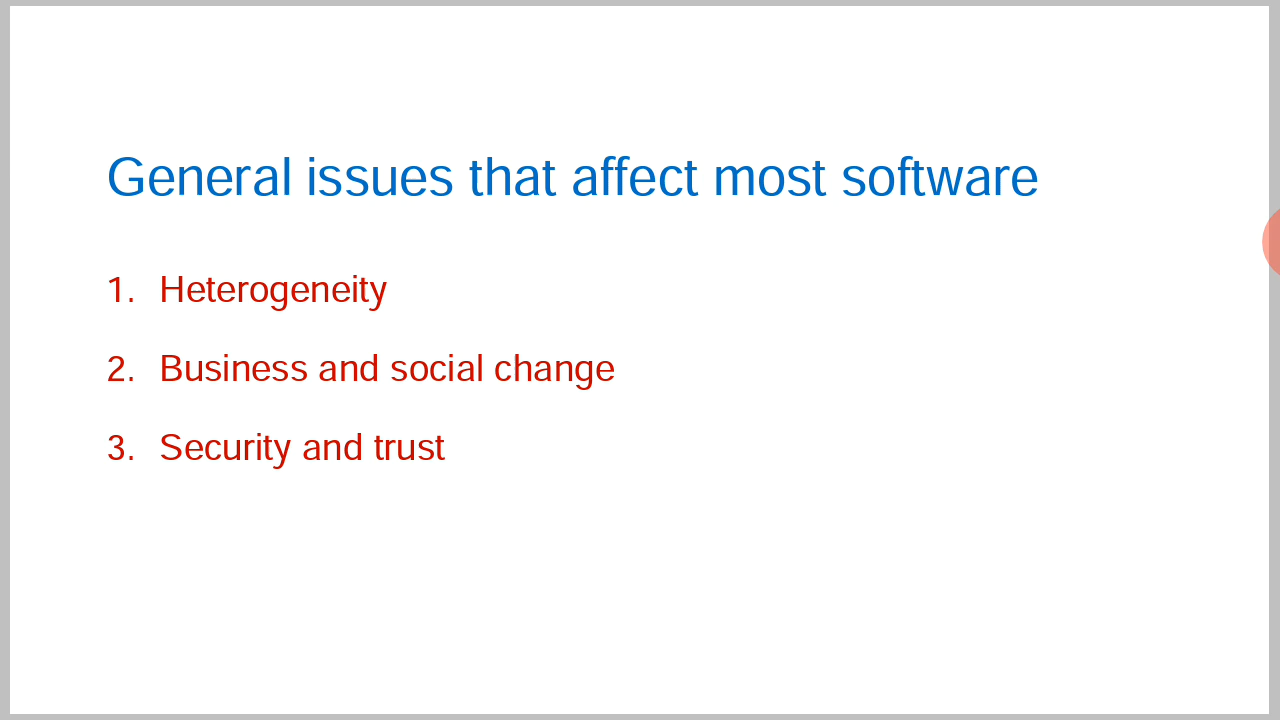 General issues that affect most software
1. Heterogeneity
2. Business and social change
3. Security and trust